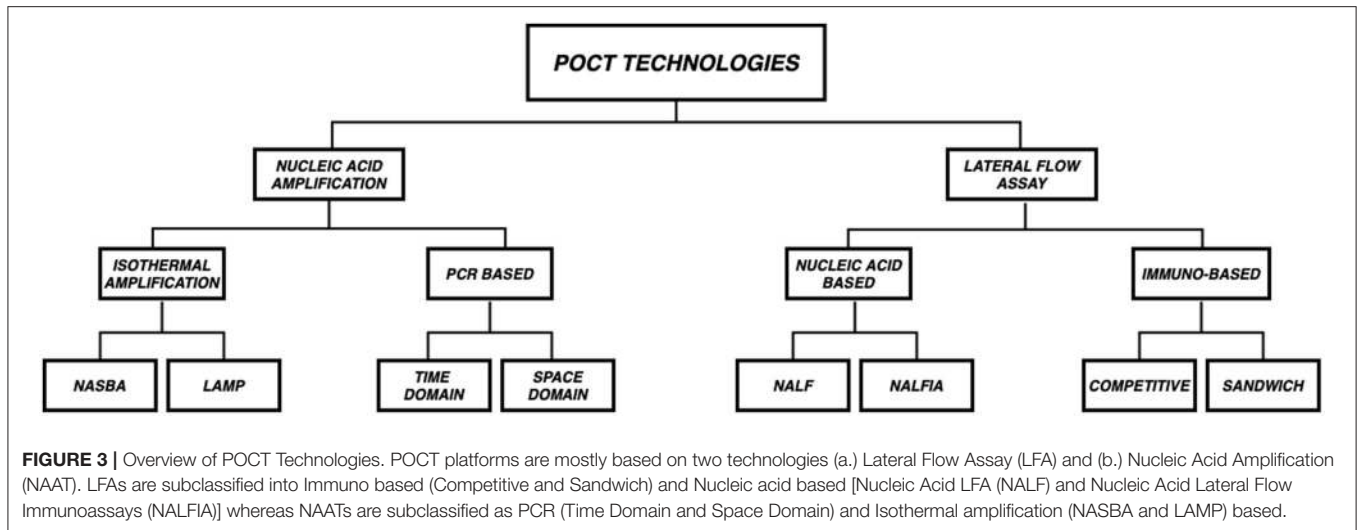 POCT TECHNOLOGIES
NUCLEIC ACID
AMPLIFICATION
LATERAL FLOW
ASSAY
ISOTHERMAL
AMPLIFICATION
PCR BASED
NUCLEIC ACID
BASED
IMMUNO-BASED
NASBA
LAMP
TIME
DOMAIN
SPACE
DOMAIN
NALF
NALFIA
COMPETITIVE
SANDWICH
FIGURE 3 | Overview of POCT Technologies. POCT platforms are mostly based on two technologies (a.) Lateral Flow Assay (LFA) and (b.) Nucleic Acid Amplification
(NAAT). LFAs are subclassified into Immuno based (Competitive and Sandwich) and Nucleic acid based [Nucleic Acid LFA (NALF) and Nucleic Acid Lateral Flow
Immunoassays (NALFIA)] whereas NAATs are subclassified as PCR (Time Domain and Space Domain) and Isothermal amplification (NASBA and LAMP) based.